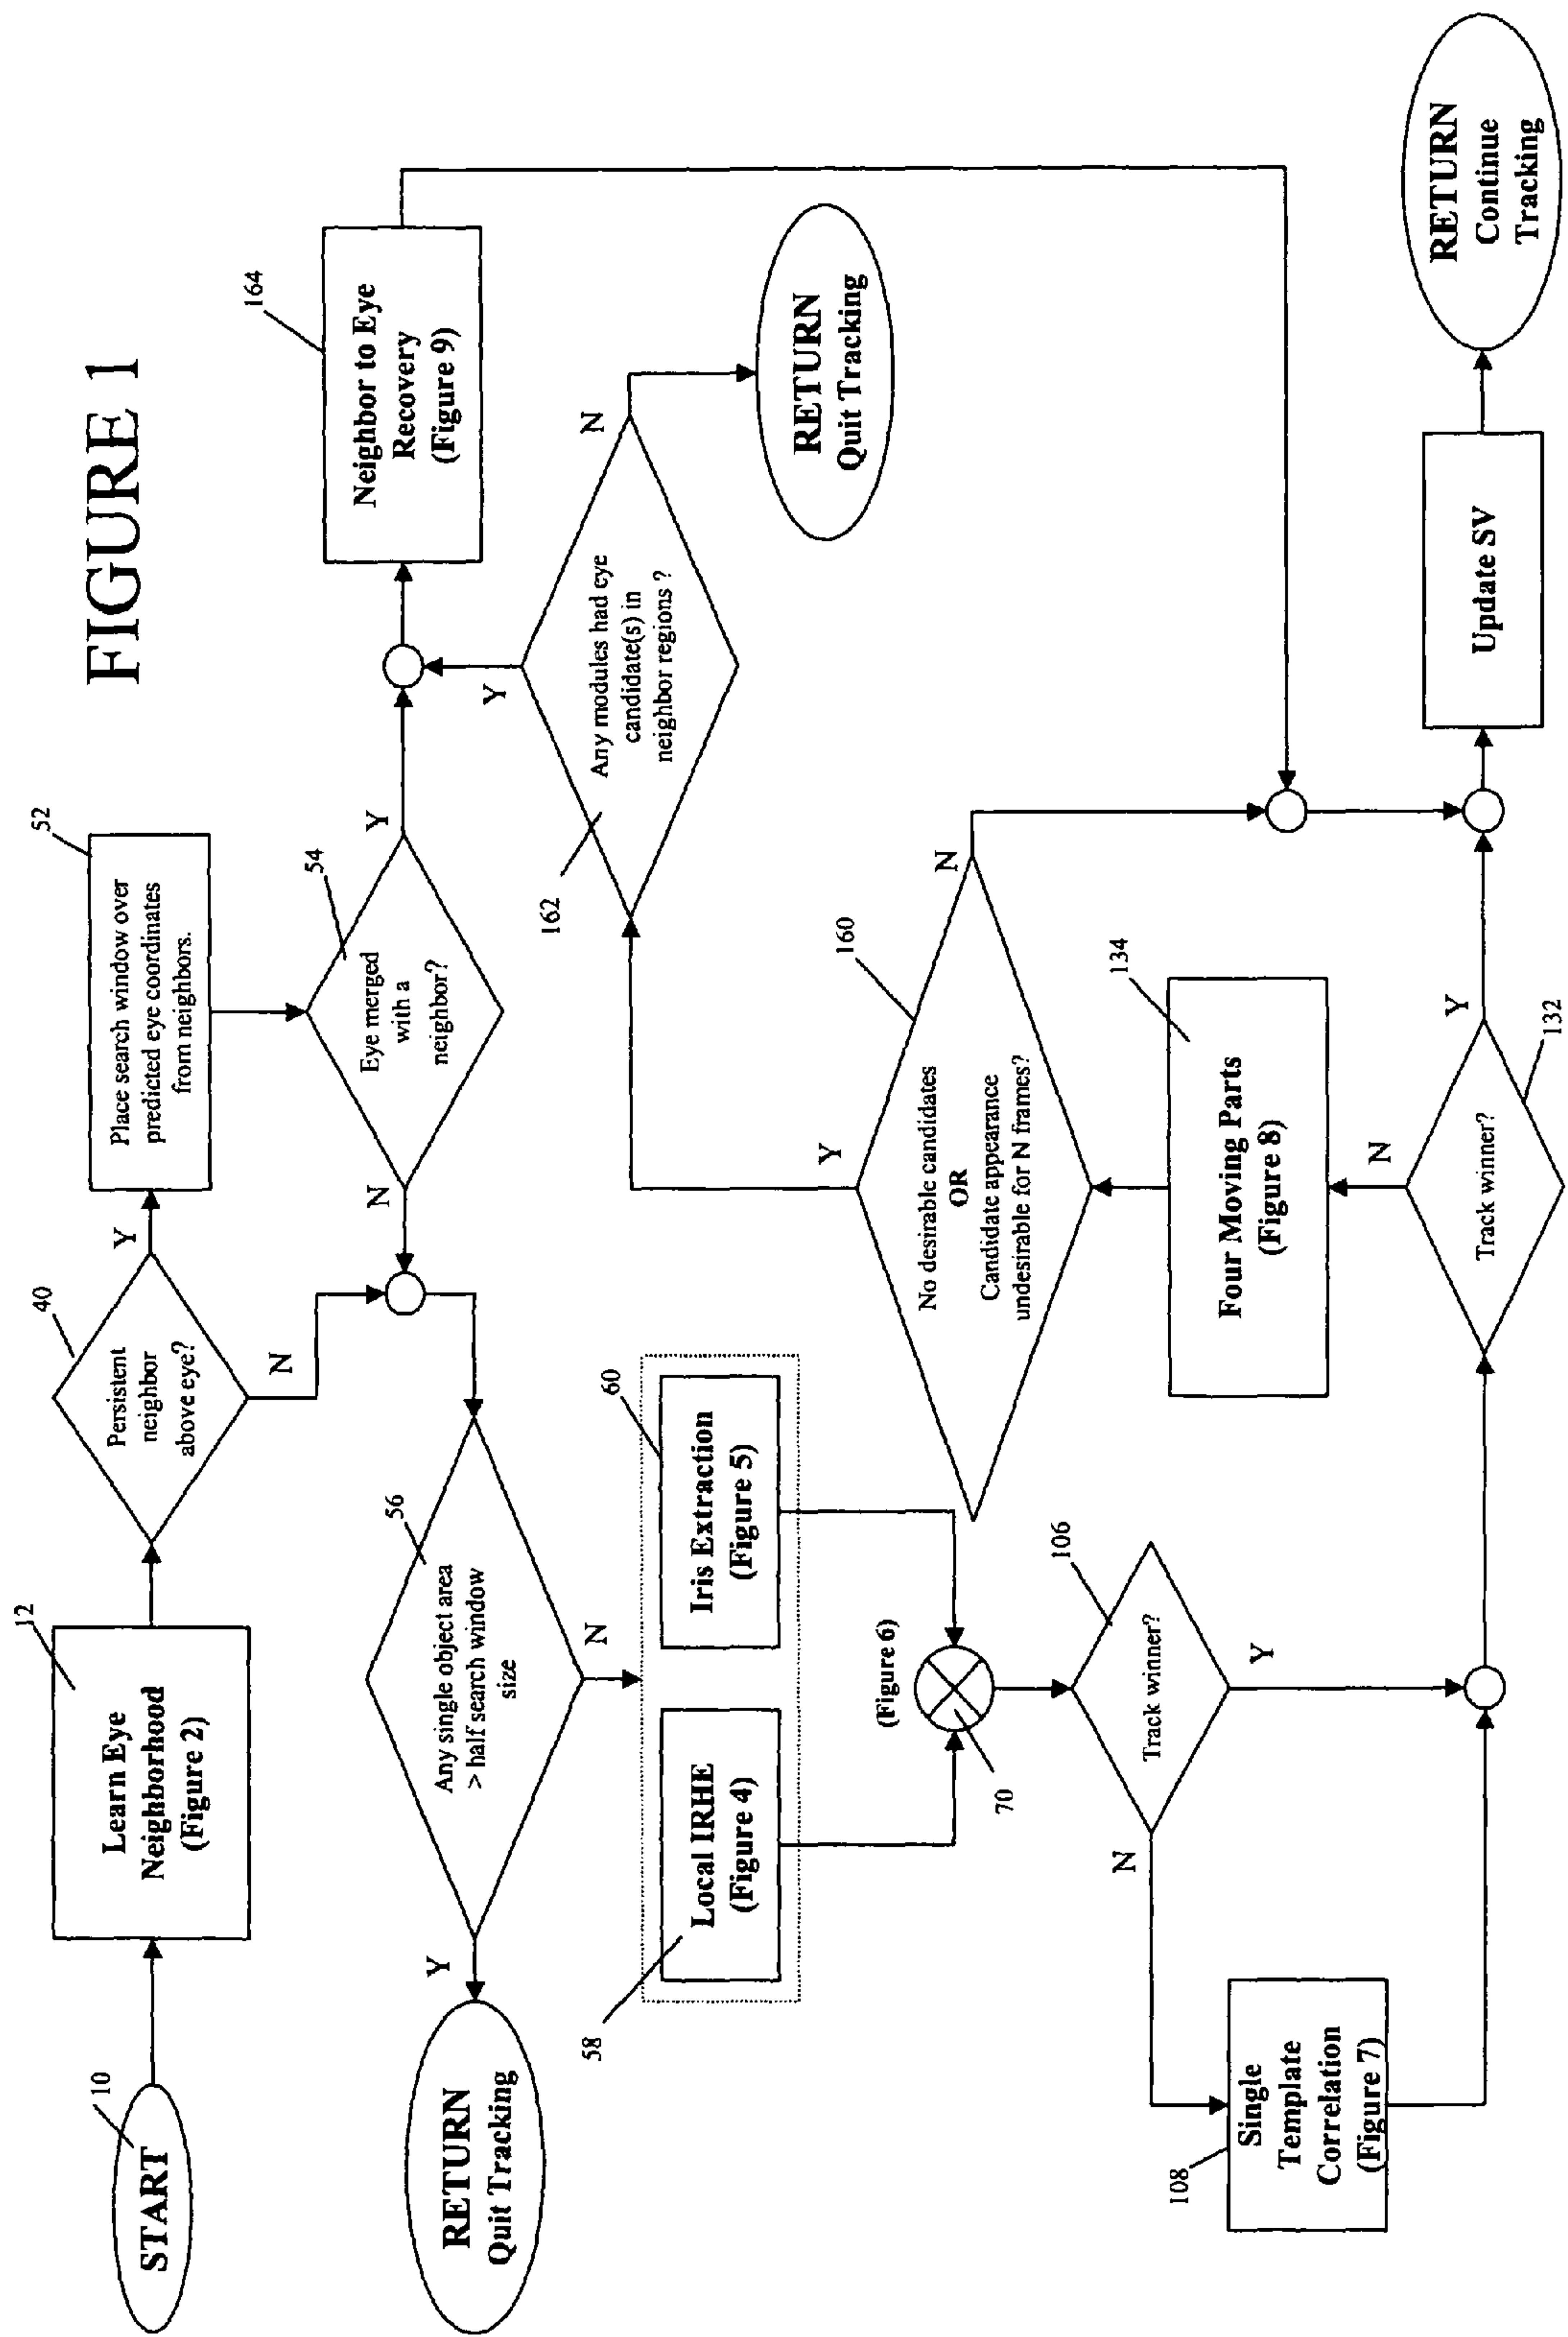 FIGURE 1
10
START
12
Learn Eye
Neighborhood
(Figure 2)
40
Persistent
neighbor
above eye?
Y
N
52
Place search window over
predicted eye coordinates
from neighbors.
54
Eye merged
with a
neighbor?
Y
N
164
Neighbor to Eye
Recovery
(Figure 9)
56
Any single object area
> half search window
size
Y
N
RETURN
Quit Tracking
162
Any modules had eye
candidate(s) in
neighbor regions ?
Y
N
RETURN
Quit Tracking
58
Local IRHE
(Figure 4)
60
Iris Extraction
(Figure 5)
(Figure 6)
70
160
No desirable candidates
OR
Candidate appearance
undesirable for N frames?
Y
N
106
Track winner?
N
Y
134
Four Moving Parts
(Figure 8)
108
Single
Template
Correlation
(Figure 7)
132
Track winner?
N
Y
Update SV
RETURN
Continue
Tracking